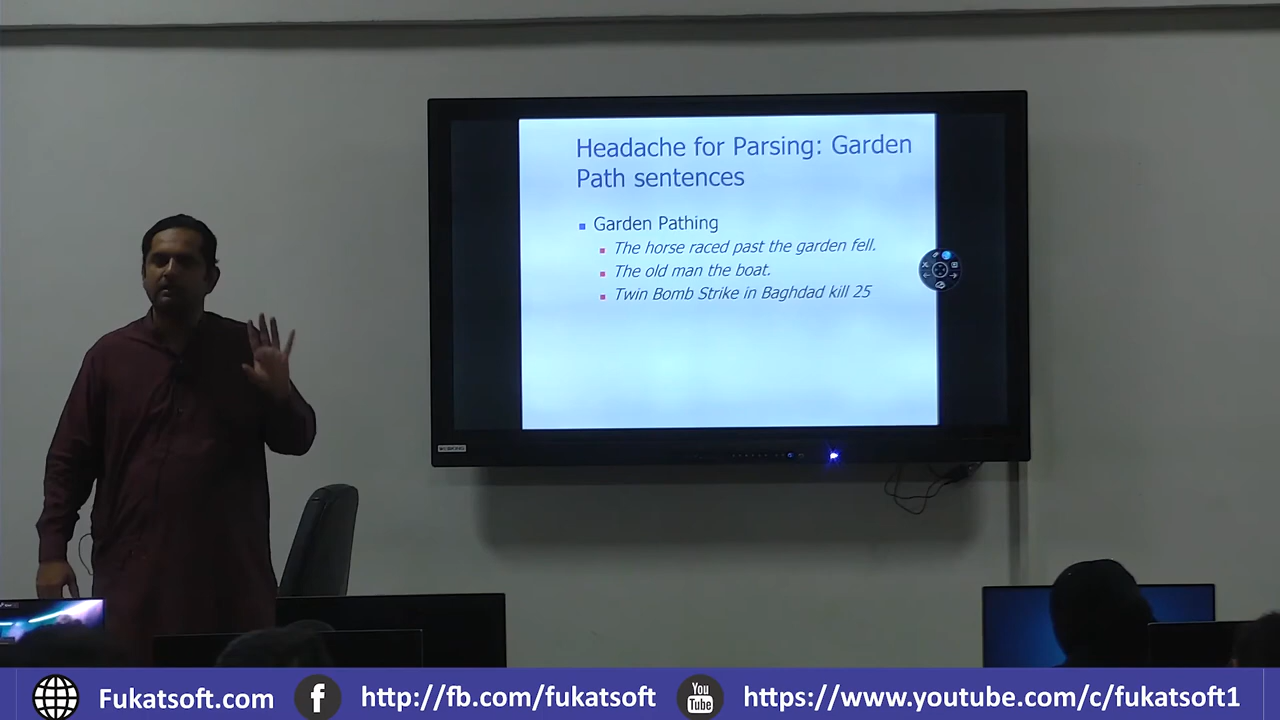 Headache for Parsing: Garden
Path sentences
Garden Pathing
The horse raced past the garden fell.
The old man the boat.
Twin Bomb Strike in Baghdad kill 25
Fukatsoft.com
http://fb.com/fukatsoft
You
Tube
https://www.youtube.com/c/fukatsoft1